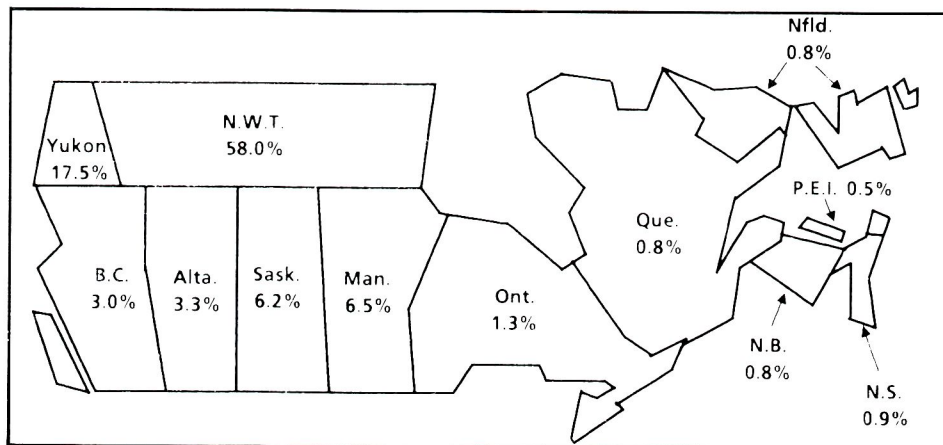 Nfld.
0.8%
N.W.T.
58.0%
Yukon
17.5%
P.E.I. 0.5%
Que.
0.8%
B.C.
3.0%
Alta.
3.3%
Sask.
6.2%
Man.
6.5%
Ont.
1.3%
N.B.
0.8%
N.S.
0.9%